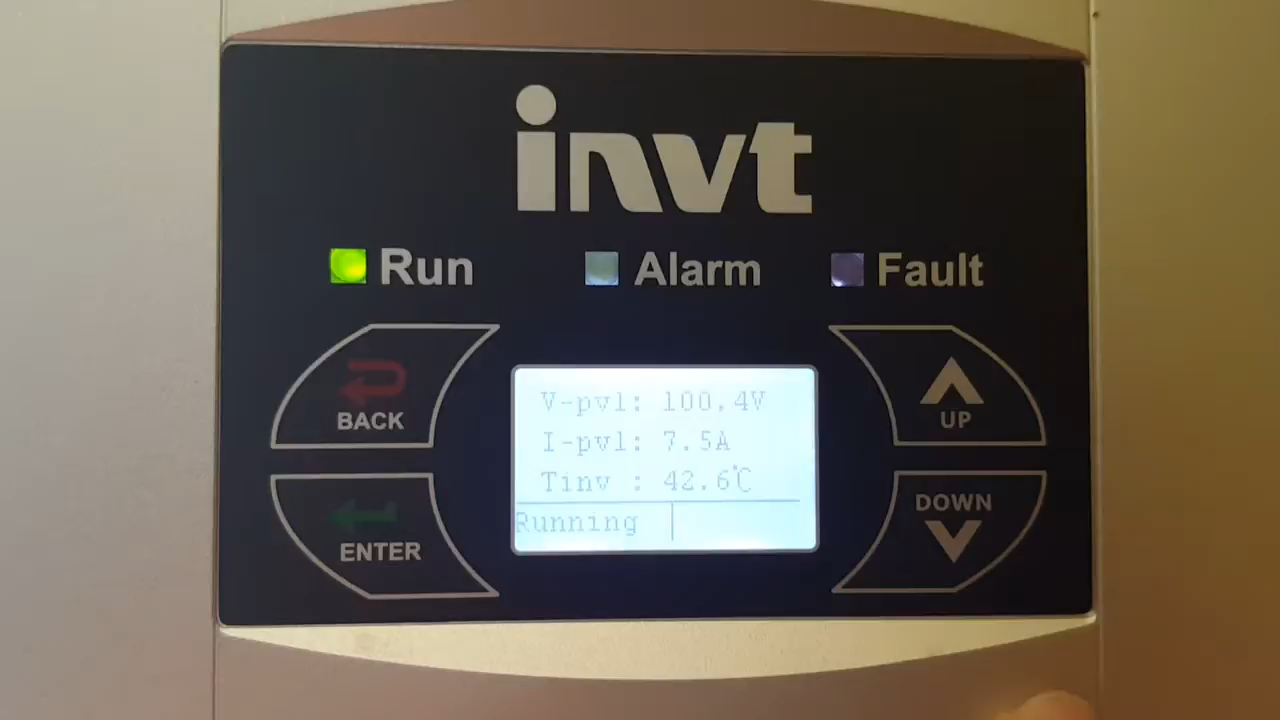 invt
Run
Alarm
Fault
BACK
UP
V-pv1: 100.4V
I-pv1: 7.5A
Tinv : 42.6℃
Running
ENTER
DOWN